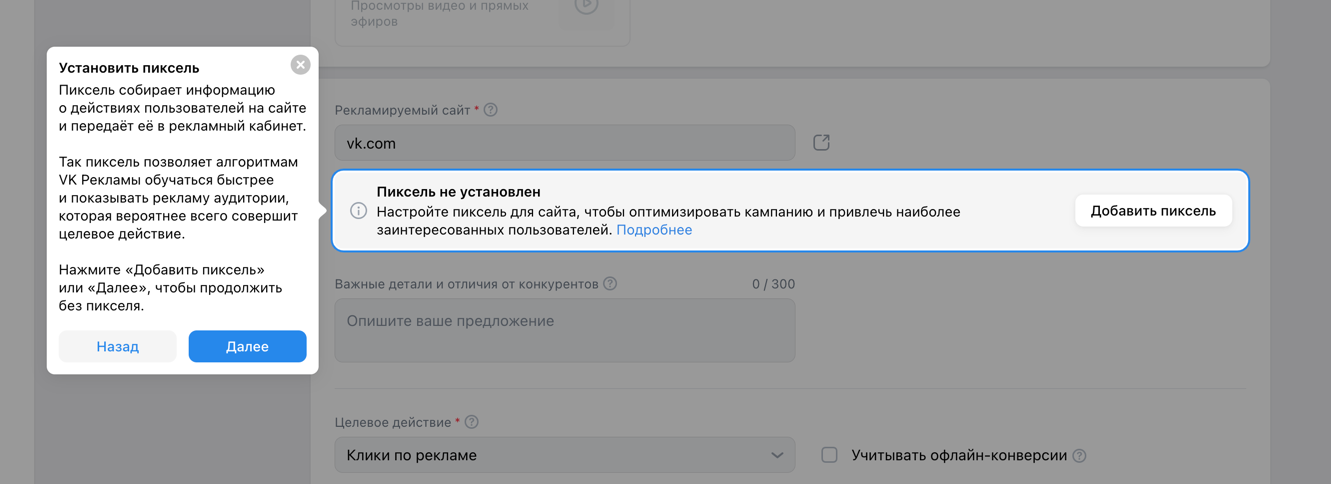 Просмотры видео и прямых
эфиров
Установить пиксель
Пиксель собирает информацию
о действиях пользователей на сайте
и передаёт её в рекламный кабинет.
Так пиксель позволяет алгоритмам
VK Рекламы обучаться быстрее
и показывать рекламу аудитории,
которая вероятнее всего совершит
целевое действие.
Нажмите «Добавить пиксель»
или «Далее», чтобы продолжить
без пикселя.
Назад
Далее
Рекламируемый сайт *
vk.com
Пиксель не установлен
Настройте пиксель для сайта, чтобы оптимизировать кампанию и привлечь наиболее
заинтересованных пользователей. Подробнее
Добавить пиксель
Важные детали и отличия от конкурентов
0 / 300
Опишите ваше предложение
Целевое действие *
Клики по рекламе
Учитывать офлайн-конверсии